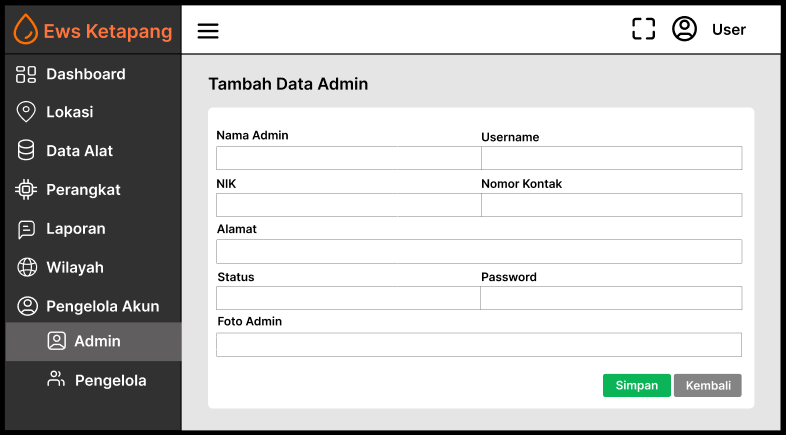 Ews Ketapang
User
Dashboard
Lokasi
Data Alat
Perangkat
Laporan
Wilayah
Pengelola Akun
Admin
Pengelola
Tambah Data Admin
Nama Admin
Username
NIK
Nomor Kontak
Alamat
Status
Password
Foto Admin
Simpan
Kembali